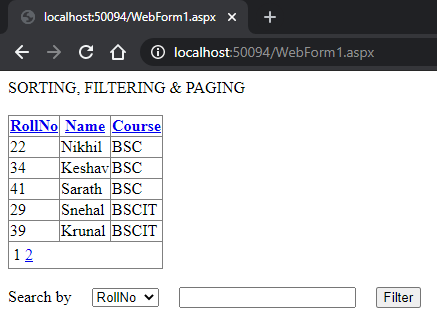 localhost:50094/WebForm1.aspx
localhost:50094/WebForm1.aspx
SORTING, FILTERING & PAGING
RollNo Name Course
22 Nikhil BSC
34 Keshav BSC
41 Sarath BSC
29 Snehal BSCIT
39 Krunal BSCIT
1 2
Search by RollNo Filter